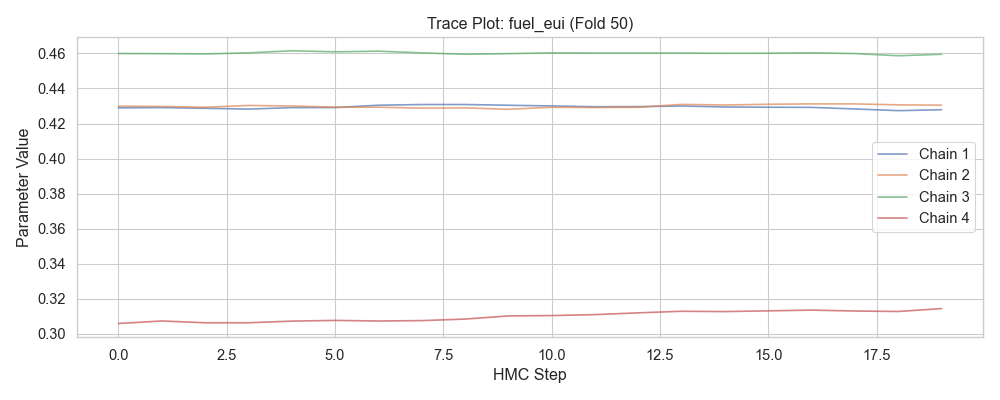 Trace Plot: fuel_eui (Fold 50)
Parameter Value
0.46
0.44
0.42
0.40
0.38
0.36
0.34
0.32
0.30
Chain 1
Chain 2
Chain 3
Chain 4
0.0 2.5 5.0 7.5 10.0 12.5 15.0 17.5
HMC Step